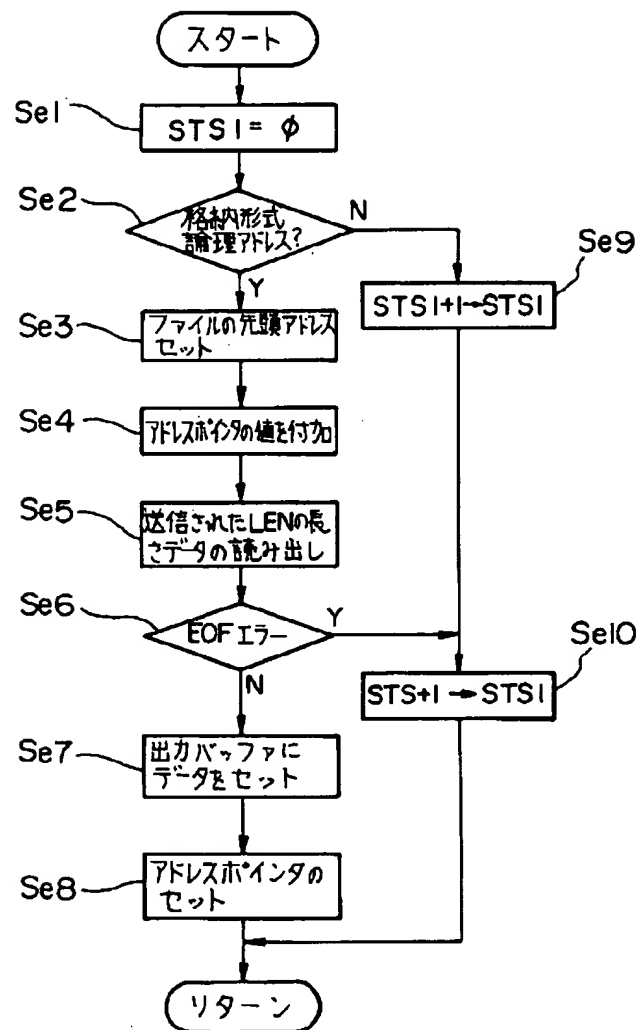 スタート
Se1
STS1 = φ
Se2
格納形式
論理アドレス?
N
Y
Se9
STS1+1→STS1
Se3
ファイルの先頭アドレス
セット
Se4
アドレスポインタの値を付加
Se5
送信されたLENの長
さデータの読み出し
Se6
EOFエラー
Y
N
Se10
STS+1→STS1
Se7
出力バッファに
データをセット
Se8
アドレスポインタの
セット
リターン